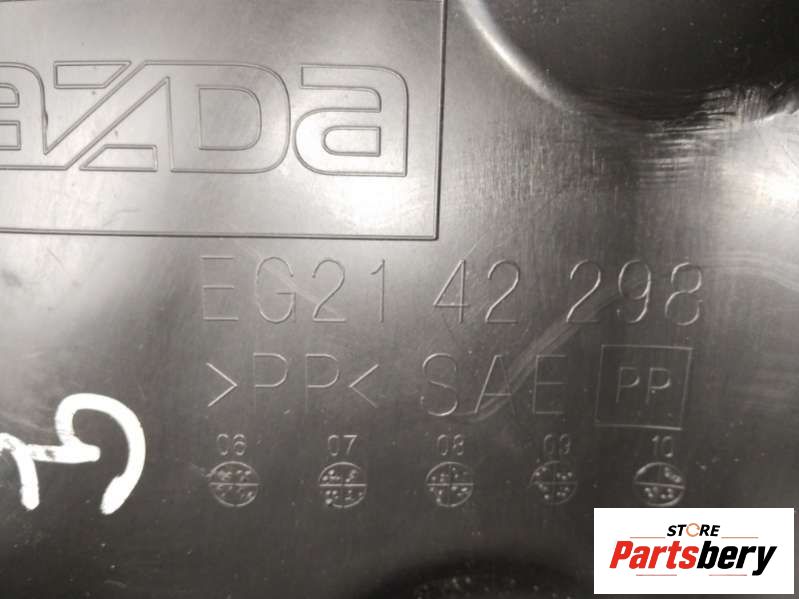 azda
EG21 42 298
>PP< SAE PP
06 07 08 09 10
STORE
Partsbery